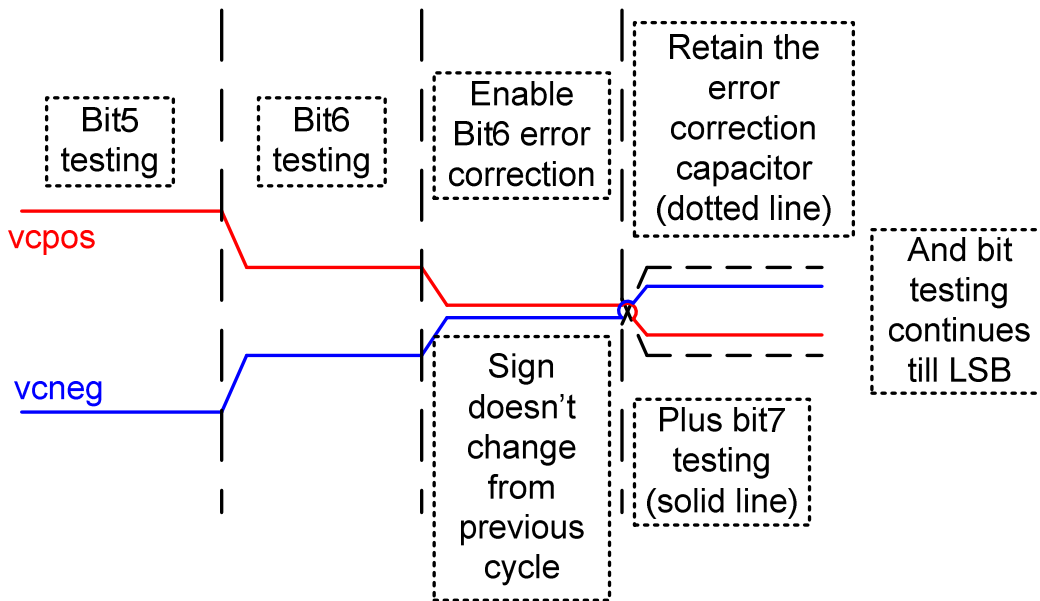 Bit5
testing
Bit6
testing
Enable
Bit6 error
correction
Retain the
error
correction
capacitor
(dotted line)
vcpos
And bit
testing
continues
till LSB
vcneg
Sign
doesn’t
change
from
previous
cycle
Plus bit7
testing
(solid line)